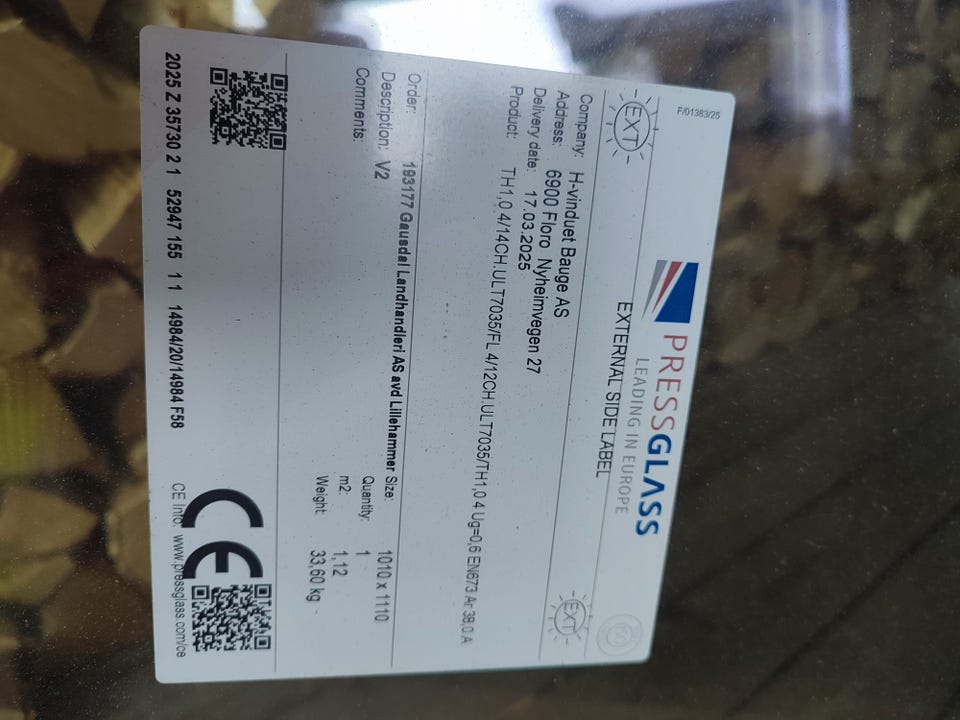 F/01383/25
PRESSGLASS
LEADING IN EUROPE
EXT
EXTERNAL SIDE LABEL
EXT
Company: H-vinduet Bauge AS
Address: 6900 Floro Nyheimvegen 27
Delivery date: 17.03.2025
Product: TH1,0 4/14CH.ULT7035/FL 4/12CH.ULT7035/TH1,0 4 Ug=0,6 EN673 Ar 38,0 A
Order: 193177 Gausdal Landhandleri AS avd Lillehammer
Size: 1010 x 1110
Description: V2
Quantity: 1
Comments:
m2: 1,12
Weight: 33,60 kg
CE
2025 Z 35730 2 1 52947 155 1 1 14984/20/14984 F58
CE Info: www.pressglass.com/ce